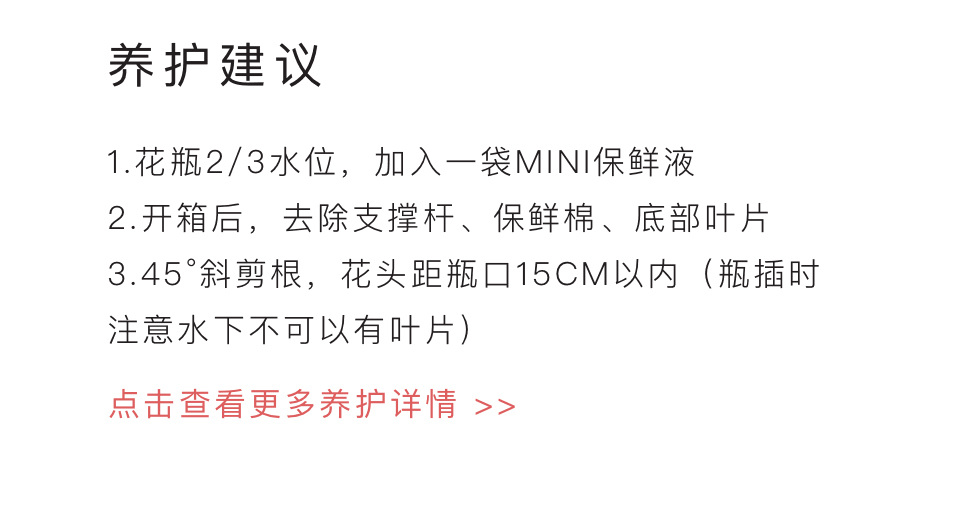 养护建议
1.花瓶2/3水位，加入一袋MINI保鲜液
2.开箱后，去除支撑杆、保鲜棉、底部叶片
3.45°斜剪根，花头距瓶口15CM以内（瓶插时
注意水下不可以有叶片）
点击查看更多养护详情 >>